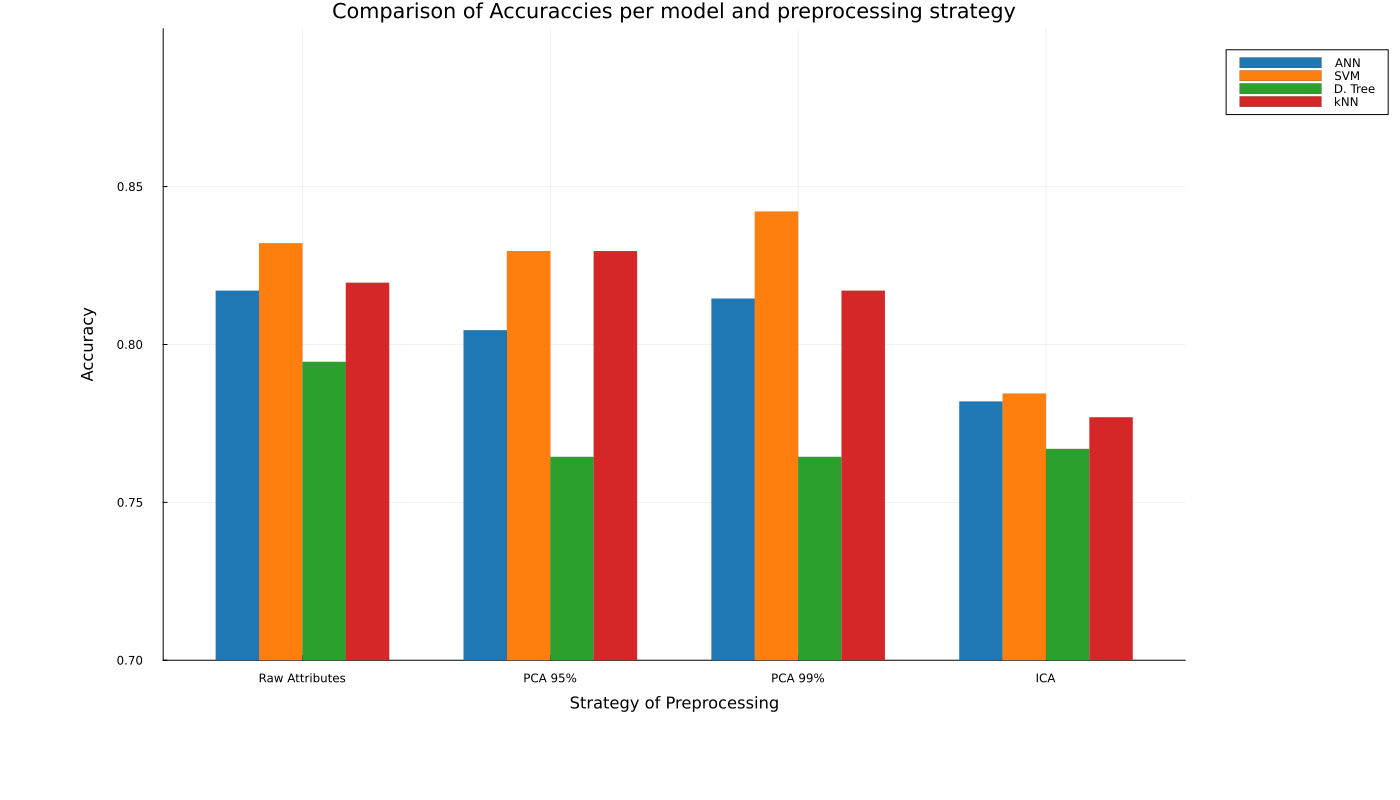 Comparison of Accuraccies per model and preprocessing strategy
ANN
SVM
D. Tree
kNN
0.85
0.80
0.75
0.70
Accuracy
Raw Attributes
PCA 95%
PCA 99%
ICA
Strategy of Preprocessing